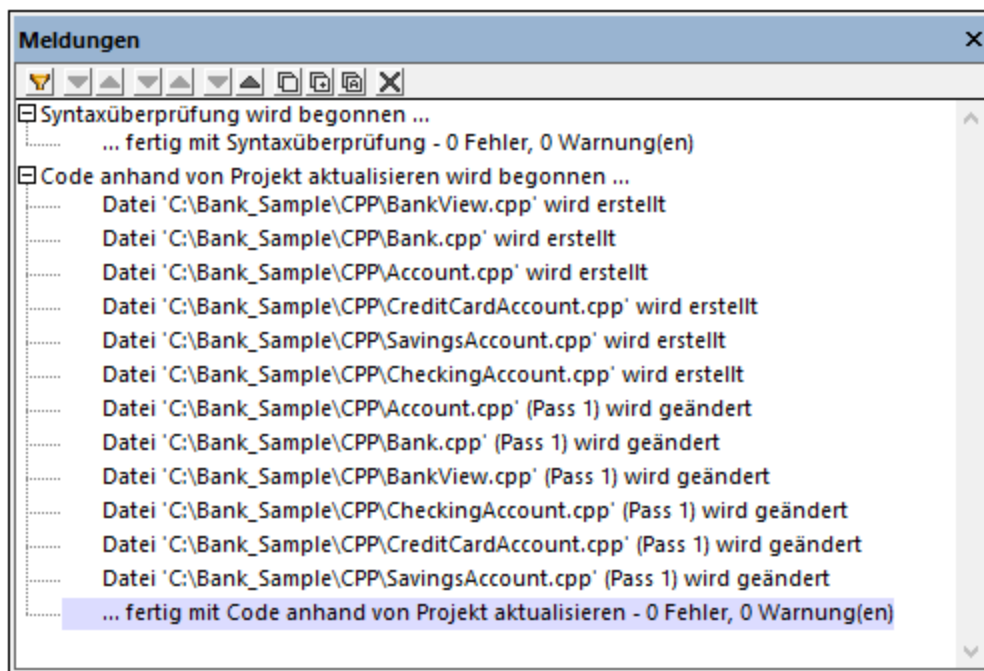 Meldungen
Syntaxüberprüfung wird begonnen ...
... fertig mit Syntaxüberprüfung - 0 Fehler, 0 Warnung(en)
Code anhand von Projekt aktualisieren wird begonnen ...
Datei 'C:\Bank_Sample\CPP\BankView.cpp' wird erstellt
Datei 'C:\Bank_Sample\CPP\Bank.cpp' wird erstellt
Datei 'C:\Bank_Sample\CPP\Account.cpp' wird erstellt
Datei 'C:\Bank_Sample\CPP\CreditCardAccount.cpp' wird erstellt
Datei 'C:\Bank_Sample\CPP\SavingsAccount.cpp' wird erstellt
Datei 'C:\Bank_Sample\CPP\CheckingAccount.cpp' wird erstellt
Datei 'C:\Bank_Sample\CPP\Account.cpp' (Pass 1) wird geändert
Datei 'C:\Bank_Sample\CPP\Bank.cpp' (Pass 1) wird geändert
Datei 'C:\Bank_Sample\CPP\BankView.cpp' (Pass 1) wird geändert
Datei 'C:\Bank_Sample\CPP\CheckingAccount.cpp' (Pass 1) wird geändert
Datei 'C:\Bank_Sample\CPP\CreditCardAccount.cpp' (Pass 1) wird geändert
Datei 'C:\Bank_Sample\CPP\SavingsAccount.cpp' (Pass 1) wird geändert
... fertig mit Code anhand von Projekt aktualisieren - 0 Fehler, 0 Warnung(en)